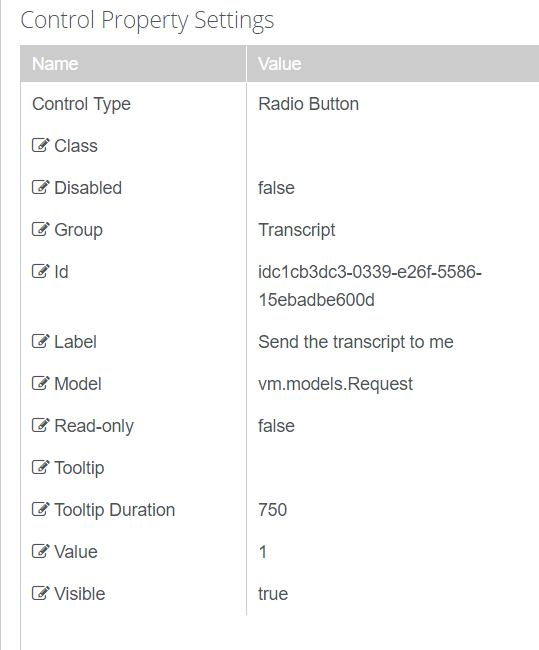 Control Property Settings
Name Value
Control Type Radio Button
Class
Disabled false
Group Transcript
Id idc1cb3dc3-0339-e26f-5586-
15ebadbe600d
Label Send the transcript to me
Model vm.models.Request
Read-only false
Tooltip
Tooltip Duration 750
Value 1
Visible true